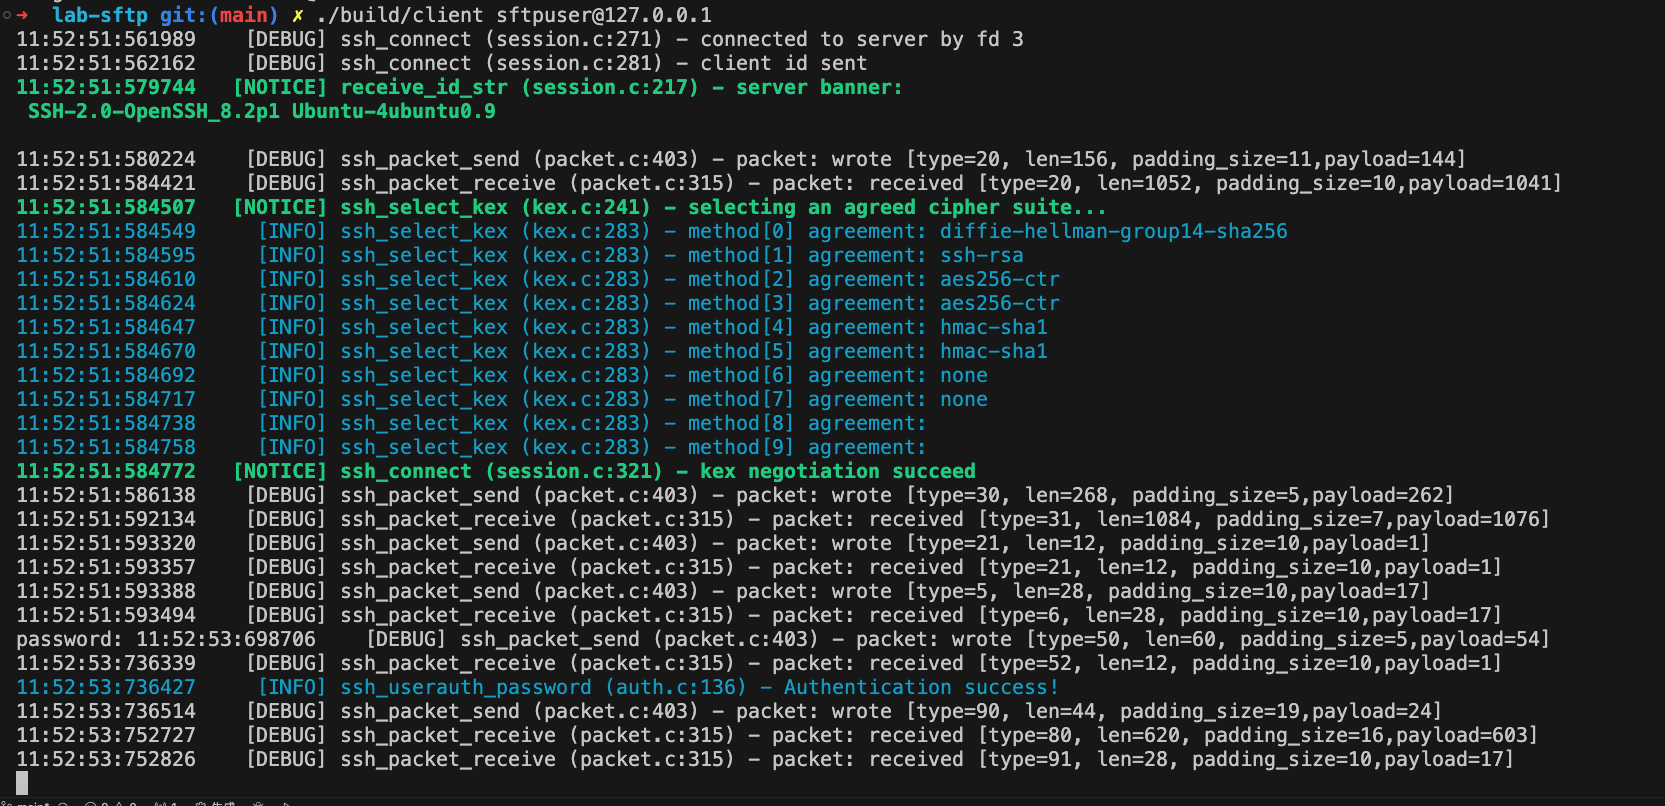 → lab-sftp git:(main) ✗ ./build/client sftpuser@127.0.0.1
11:52:51:561989 [DEBUG] ssh_connect (session.c:271) – connected to server by fd 3
11:52:51:562162 [DEBUG] ssh_connect (session.c:281) – client id sent
11:52:51:579744 [NOTICE] receive_id_str (session.c:217) – server banner:
SSH-2.0-OpenSSH_8.2p1 Ubuntu-4ubuntu0.9
11:52:51:580224 [DEBUG] ssh_packet_send (packet.c:403) – packet: wrote [type=20, len=156, padding_size=11,payload=144]
11:52:51:584421 [DEBUG] ssh_packet_receive (packet.c:315) – packet: received [type=20, len=1052, padding_size=10,payload=1041]
11:52:51:584507 [NOTICE] ssh_select_kex (kex.c:241) – selecting an agreed cipher suite...
11:52:51:584549 [INFO] ssh_select_kex (kex.c:283) – method[0] agreement: diffie-hellman-group14-sha256
11:52:51:584595 [INFO] ssh_select_kex (kex.c:283) – method[1] agreement: ssh-rsa
11:52:51:584610 [INFO] ssh_select_kex (kex.c:283) – method[2] agreement: aes256-ctr
11:52:51:584624 [INFO] ssh_select_kex (kex.c:283) – method[3] agreement: aes256-ctr
11:52:51:584647 [INFO] ssh_select_kex (kex.c:283) – method[4] agreement: hmac-sha1
11:52:51:584670 [INFO] ssh_select_kex (kex.c:283) – method[5] agreement: hmac-sha1
11:52:51:584692 [INFO] ssh_select_kex (kex.c:283) – method[6] agreement: none
11:52:51:584717 [INFO] ssh_select_kex (kex.c:283) – method[7] agreement: none
11:52:51:584738 [INFO] ssh_select_kex (kex.c:283) – method[8] agreement:
11:52:51:584758 [INFO] ssh_select_kex (kex.c:283) – method[9] agreement:
11:52:51:584772 [NOTICE] ssh_connect (session.c:321) – kex negotiation succeed
11:52:51:586138 [DEBUG] ssh_packet_send (packet.c:403) – packet: wrote [type=30, len=268, padding_size=5,payload=262]
11:52:51:592134 [DEBUG] ssh_packet_receive (packet.c:315) – packet: received [type=31, len=1084, padding_size=7,payload=1076]
11:52:51:593320 [DEBUG] ssh_packet_send (packet.c:403) – packet: wrote [type=21, len=12, padding_size=10,payload=1]
11:52:51:593357 [DEBUG] ssh_packet_receive (packet.c:315) – packet: received [type=21, len=12, padding_size=10,payload=1]
11:52:51:593388 [DEBUG] ssh_packet_send (packet.c:403) – packet: wrote [type=5, len=28, padding_size=10,payload=17]
11:52:51:593494 [DEBUG] ssh_packet_receive (packet.c:315) – packet: received [type=6, len=28, padding_size=10,payload=17]
password: 11:52:53:698706 [DEBUG] ssh_packet_send (packet.c:403) – packet: wrote [type=50, len=60, padding_size=5,payload=54]
11:52:53:736339 [DEBUG] ssh_packet_receive (packet.c:315) – packet: received [type=52, len=12, padding_size=10,payload=1]
11:52:53:736427 [INFO] ssh_userauth_password (auth.c:136) – Authentication success!
11:52:53:736514 [DEBUG] ssh_packet_send (packet.c:403) – packet: wrote [type=90, len=44, padding_size=19,payload=24]
11:52:53:752727 [DEBUG] ssh_packet_receive (packet.c:315) – packet: received [type=80, len=620, padding_size=16,payload=603]
11:52:53:752826 [DEBUG] ssh_packet_receive (packet.c:315) – packet: received [type=91, len=28, padding_size=10,payload=17]